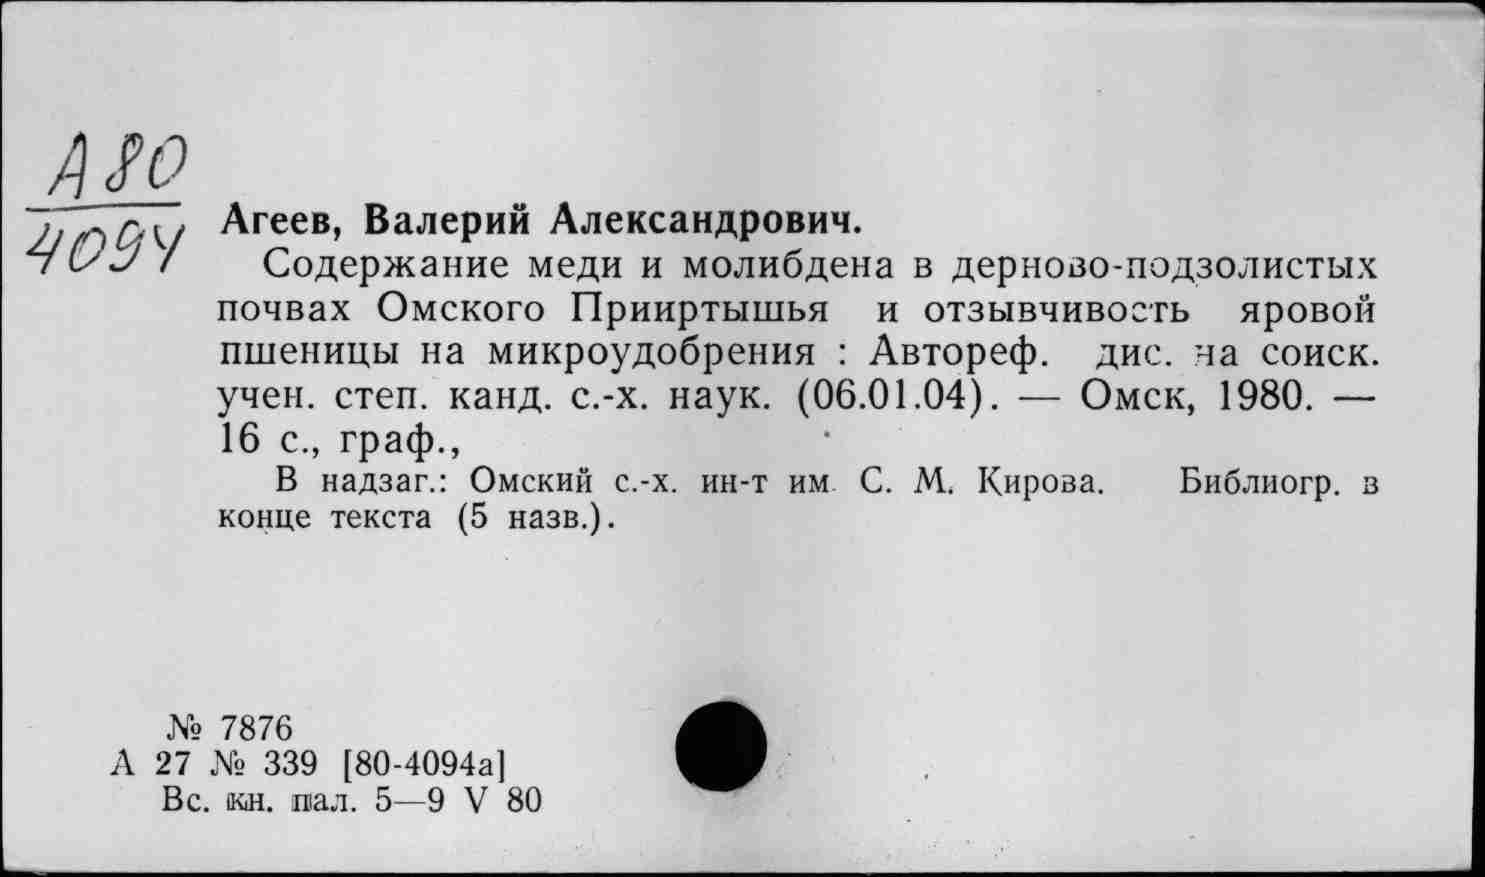 А80
4094
Агеев, Валерий Александрович.
Содержание меди и молибдена в дерново-подзолистых
почвах Омского Прииртышья и отзывчивость яровой
пшеницы на микроудобрения : Автореф. дис. на соиск.
учен. степ. канд. с.-х. наук. (06.01.04). — Омск, 1980. —
16 с., граф.,
В надзаг.: Омский с.-х. ин-т им. С. М. Кирова. Библиогр. в
конце текста (5 назв.).
№ 7876
А 27 № 339 [80-4094а]
Вс. кн. пал. 5—9 V 80